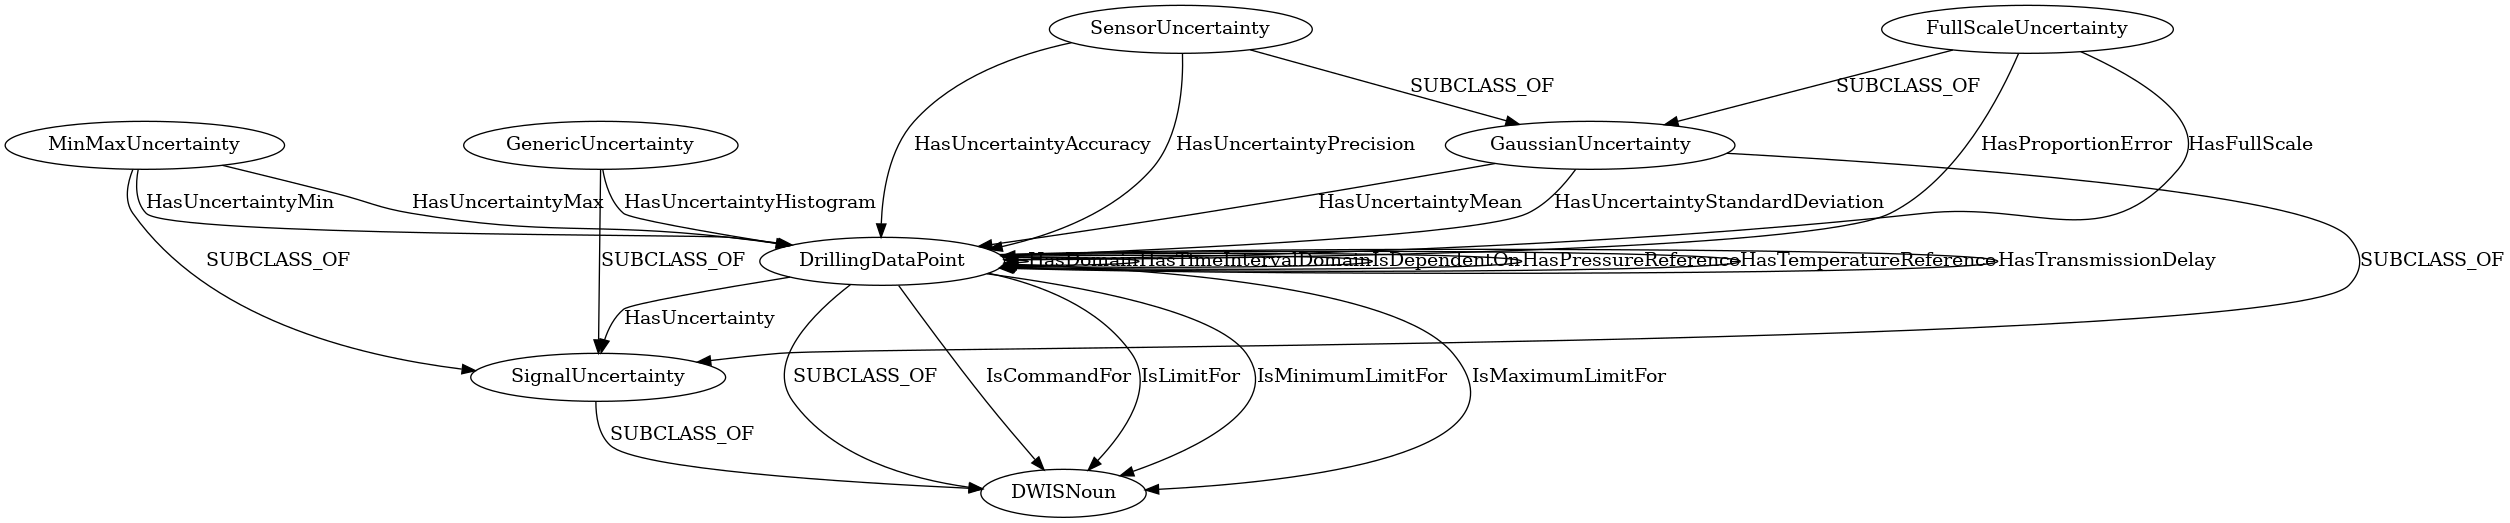 SensorUncertainty
FullScaleUncertainty
SUBCLASS_OF
SUBCLASS_OF
MinMaxUncertainty
GenericUncertainty
HasUncertaintyAccuracy
HasUncertaintyPrecision
GaussianUncertainty
HasProportionError
HasFullScale
HasUncertaintyMin
HasUncertaintyMax
HasUncertaintyHistogram
HasUncertaintyMean
HasUncertaintyStandardDeviation
SUBCLASS_OF
SUBCLASS_OF
DrillingDataPoint
HasDomain
HasTimeIntervalDomain
IsDependentOn
HasPressureReference
HasTemperatureReference
HasTransmissionDelay
SUBCLASS_OF
HasUncertainty
SignalUncertainty
SUBCLASS_OF
IsCommandFor
IsLimitFor
IsMinimumLimitFor
IsMaximumLimitFor
SUBCLASS_OF
DWISNoun